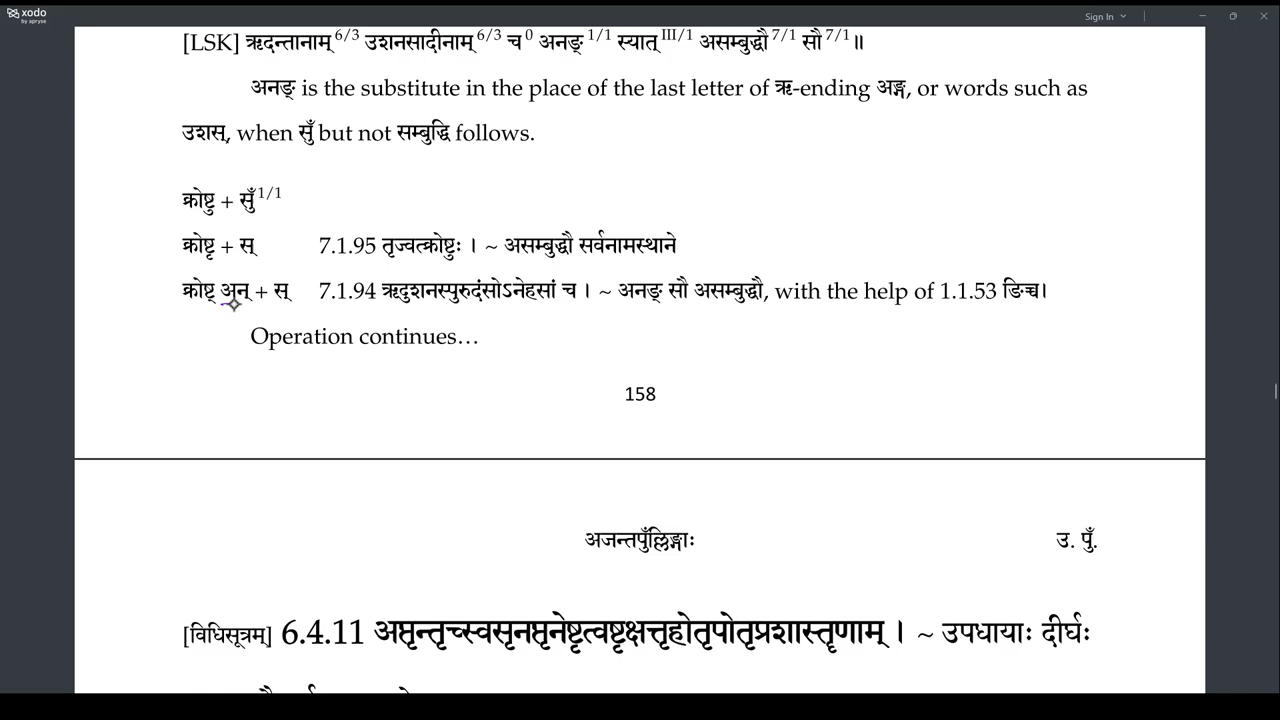 xodo
by apryse
Sign In
[LSK] ऋदन्तानाम् 6/3 उशनसादीनाम् 6/3 च 0 अनङ् 1/1 स्यात् III/1 असम्बुद्धौ 7/1 सौ 7/1 ॥
अनङ् is the substitute in the place of the last letter of ऋ-ending अङ्ग, or words such as
उशस्, when सुँ but not सम्बुद्धि follows.
क्रोष्टु + सुँ 1/1
क्रोष्टृ + स् 7.1.95 तृज्वत्क्रोष्टुः । ~ असम्बुद्धौ सर्वनामस्थाने
क्रोष्ट् अन् + स् 7.1.94 ऋदुशनस्पुरुदंसोऽनेहसां च । ~ अनङ् सौ असम्बुद्धौ, with the help of 1.1.53 ङिच्च।
Operation continues…
158
अजन्तपुँल्लिङ्गाः उ. पुँ.
[विधिसूत्रम्] 6.4.11 अप्तृन्तृच्स्वसृनप्तृनेष्टृत्वष्टृक्षत्तृहोतृपोतृप्रशास्तॄणाम् । ~ उपधायाः दीर्घः